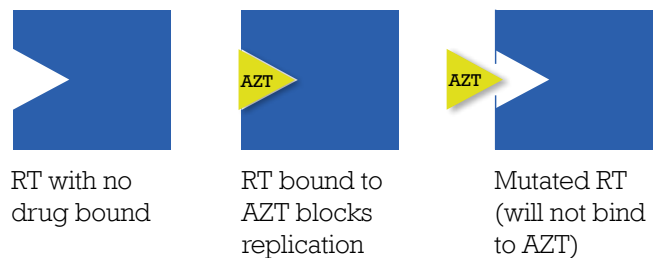 AZT
AZT
RT with no
drug bound
RT bound to
AZT blocks
replication
Mutated RT
(will not bind
to AZT)